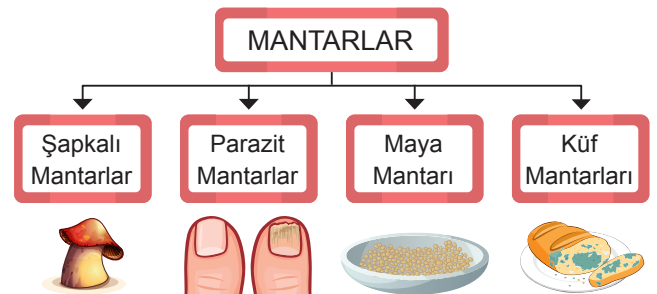 MANTARLAR
Şapkalı
Mantarlar
Parazit
Mantarlar
Maya
Mantarı
Küf
Mantarları